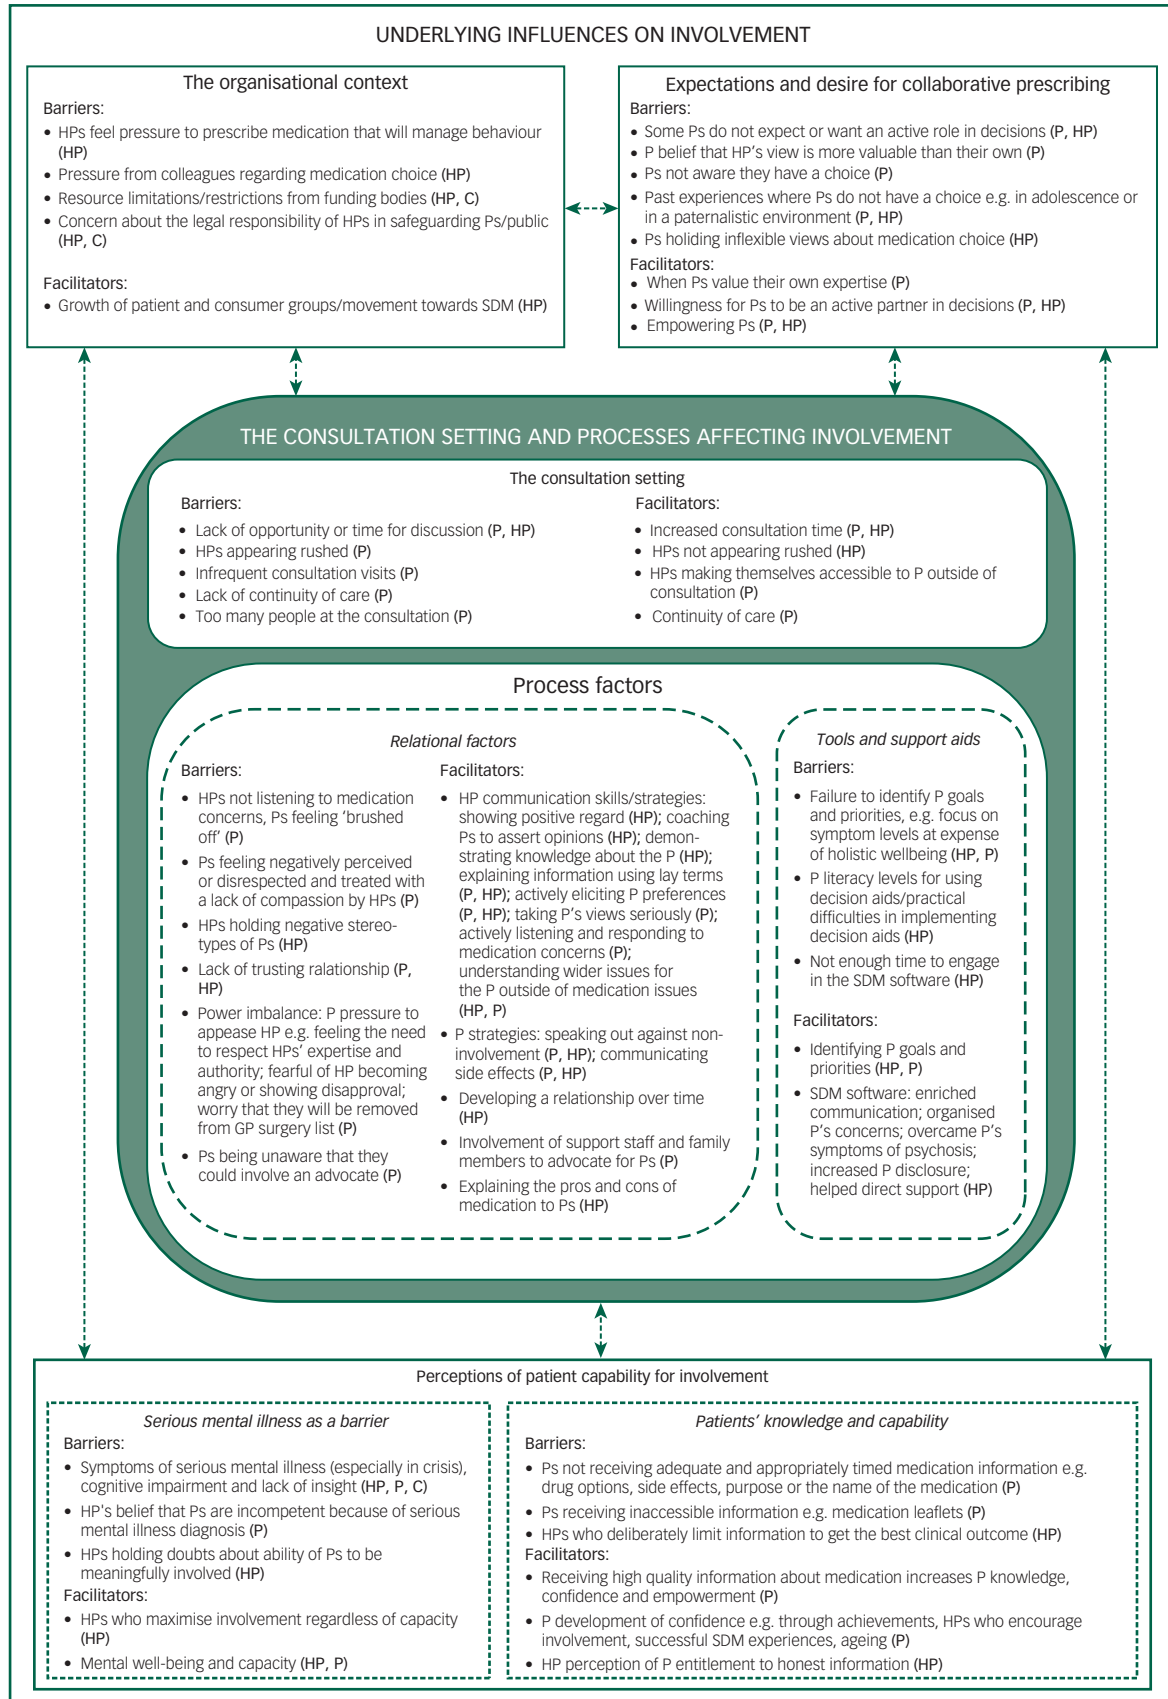 UNDERLYING INFLUENCES ON INVOLVEMENT
The organisational context
Barriers:
• HPs feel pressure to prescribe medication that will manage behaviour
(HP)
• Pressure from colleagues regarding medication choice (HP)
• Resource limitations/restrictions from funding bodies (HP, C)
• Concern about the legal responsibility of HPs in safeguarding Ps/public
(HP, C)
Facilitators:
• Growth of patient and consumer groups/movement towards SDM (HP)
Expectations and desire for collaborative prescribing
Barriers:
• Some Ps do not expect or want an active role in decisions (P, HP)
• P belief that HP's view is more valuable than their own (P)
• Ps not aware they have a choice (P)
• Past experiences where Ps do not have a choice e.g. in adolescence or
in a paternalistic environment (P, HP)
• Ps holiding inflexible views about medication choice (HP)
Facilitators:
• When Ps value their own expertise (P)
• Willingness for Ps to be an active partner in decisions (P, HP)
• Empowering Ps (P, HP)
THE CONSULTATION SETTING AND PROCESSES AFFECTING INVOLVEMENT
The consultation setting
Barriers:
• Lack of opportunity or time for discussion (P, HP)
• HPs appearing rushed (P)
• Infrequent consultation visits (P)
• Lack of continuity of care (P)
• Too many people at the consultation (P)
Facilitators:
• Increased consultation time (P, HP)
• HPs not appearing rushed (HP)
• HPs making themselves accessible to P outside of
consultation (P)
• Continuity of care (P)
Process factors
Relational factors
Barriers:
• HPs not listening to medication
concerns, Ps feeling 'brushed
off' (P)
• Ps feeling negatively perceived
or disrespected and treated with
a lack of compassion by HPs (P)
• HPs holding negative stereo-
types of Ps (HP)
• Lack of trusting ralationship (P,
HP)
• Power imbalance: P pressure to
appease HP e.g. feeling the need
to respect HPs' expertise and
authority; fearful of HP becoming
angry or showing disapproval;
worry that they will be removed
from GP surgery list (P)
• Ps being unaware that they
could involve an advocate (P)
Facilitators:
• HP communication skills/strategies:
showing positive regard (HP); coaching
Ps to assert opinions (HP); demon-
strating knowledge about the P (HP);
explaining information using lay terms
(P, HP); actively eliciting P preferences
(P, HP); taking P's views seriously (P);
actively listening and responding to
medication concerns (P);
understanding wider issues for
the P outside of medication issues
(HP, P)
• P strategies: speaking out against non-
involvement (P, HP); communicating
side effects (P, HP)
• Developing a relationship over time
(HP)
• Involvement of support staff and family
members to advocate for Ps (P)
• Explaining the pros and cons of
medication to Ps (HP)
Tools and support aids
Barriers:
• Failure to identify P goals
and priorities, e.g. focus on
symptom levels at expense
of holistic wellbeing (HP, P)
• P literacy levels for using
decision aids/practical
difficulties in implementing
decision aids (HP)
• Not enough time to engage
in the SDM software (HP)
Facilitators:
• Identifying P goals and
priorities (HP, P)
• SDM software: enriched
communication; organised
P's concerns; overcame P's
symptoms of psychosis;
increased P disclosure;
helped direct support (HP)
Perceptions of patient capability for involvement
Serious mental illness as a barrier
Barriers:
• Symptoms of serious mental illness (especially in crisis),
cognitive impairment and lack of insight (HP, P, C)
• HP's belief that Ps are incompetent because of serious
mental illness diagnosis (P)
• HPs holding doubts about ability of Ps to be
meaningfully involved (HP)
Facilitators:
• HPs who maximise involvement regardless of capacity
(HP)
• Mental well-being and capacity (HP, P)
Patients' knowledge and capability
Barriers:
• Ps not receiving adequate and appropriately timed medication information e.g.
drug options, side effects, purpose or the name of the medication (P)
• Ps receiving inaccessible information e.g. medication leaflets (P)
• HPs who deliberately limit information to get the best clinical outcome (HP)
Facilitators:
• Receiving high quality information about medication increases P knowledge,
confidence and empowerment (P)
• P development of confidence e.g. through achievements, HPs who encourage
involvement, successful SDM experiences, ageing (P)
• HP perception of P entitlement to honest information (HP)